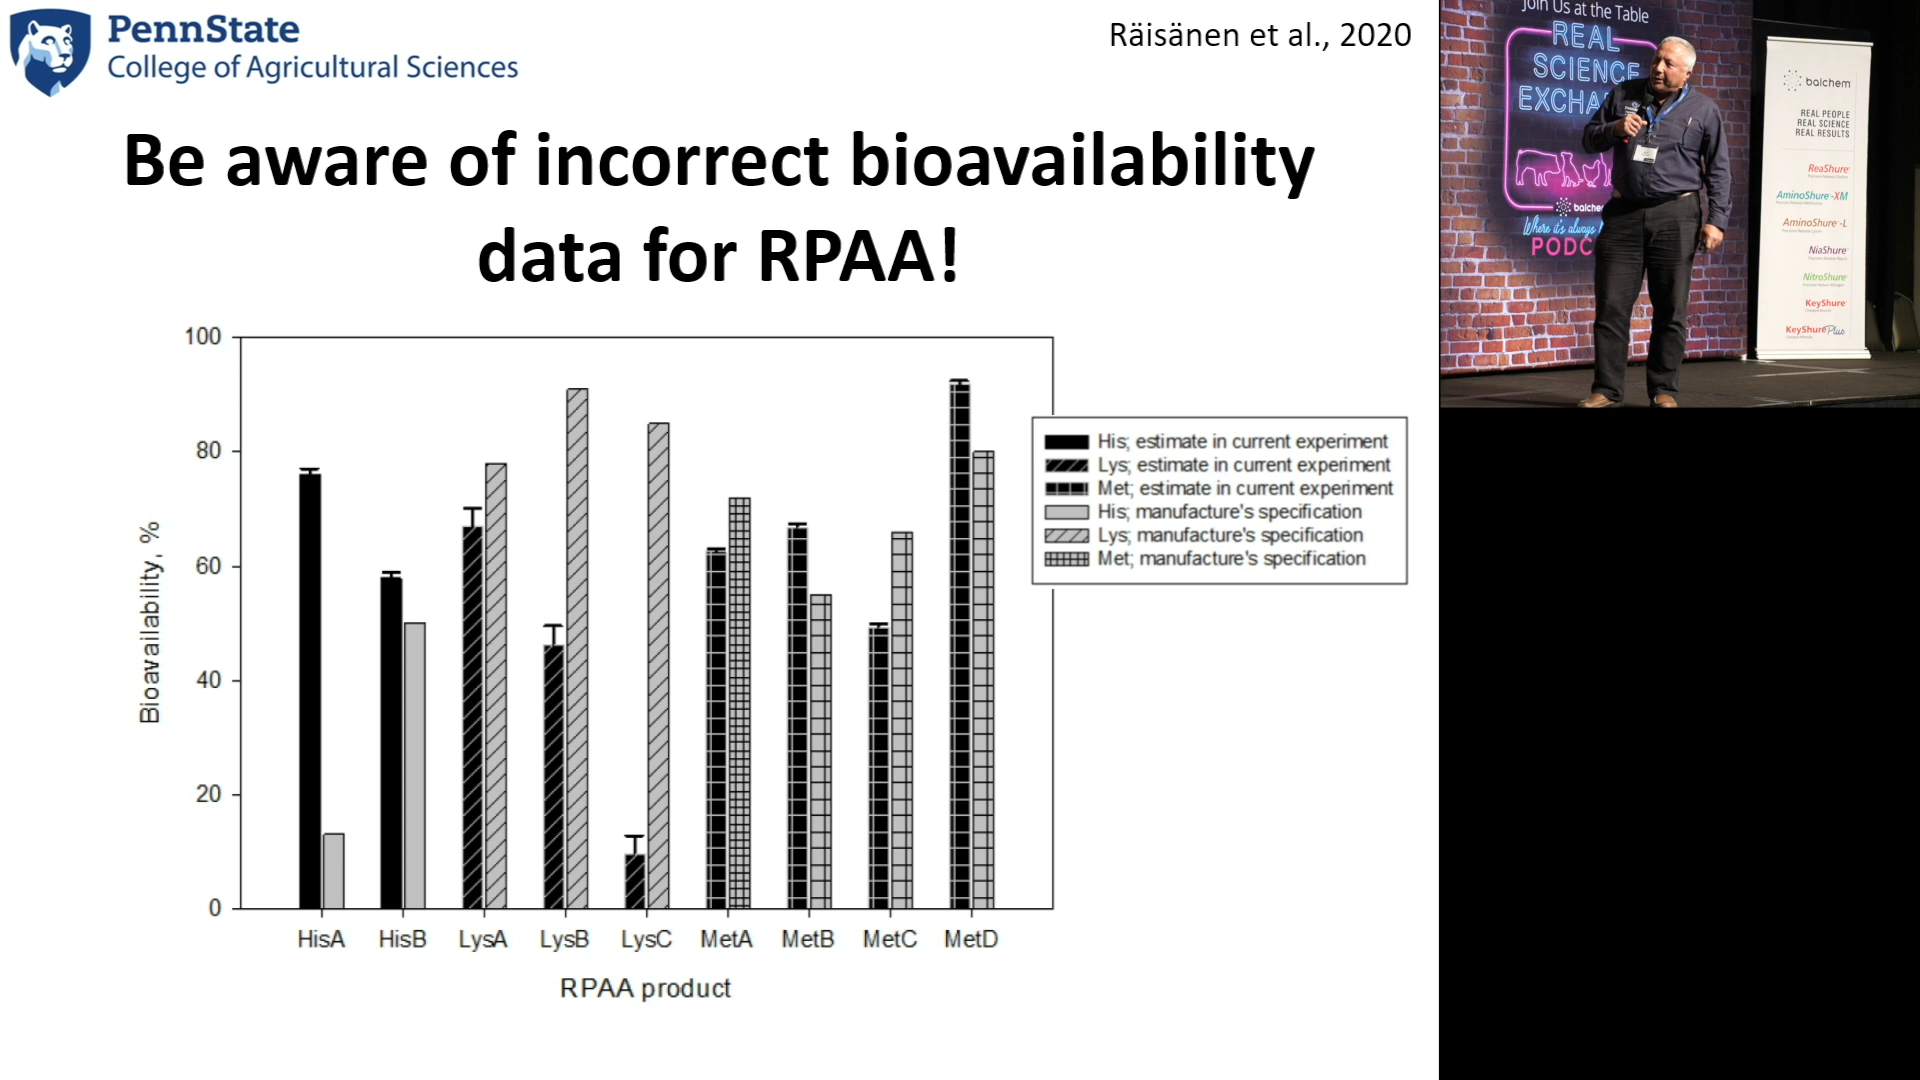 PennState
College of Agricultural Sciences
Räisänen et al., 2020
Be aware of incorrect bioavailability
data for RPAA!
Bioavailability, %
100
80
60
40
20
0
HisA HisB LysA LysB LysC MetA MetB MetC MetD
RPAA product
His; estimate in current experiment
Lys; estimate in current experiment
Met; estimate in current experiment
His; manufacture's specification
Lys; manufacture's specification
Met; manufacture's specification
Join Us at the Table
REAL
SCIENCE
balchem
Where it's always
balchem
REAL PEOPLE
REAL SCIENCE
REAL RESULTS
ReaShure
AminoShure-XM
AminoShure-L
NiaShure
NitroShure
KeyShure
KeyShure Plus